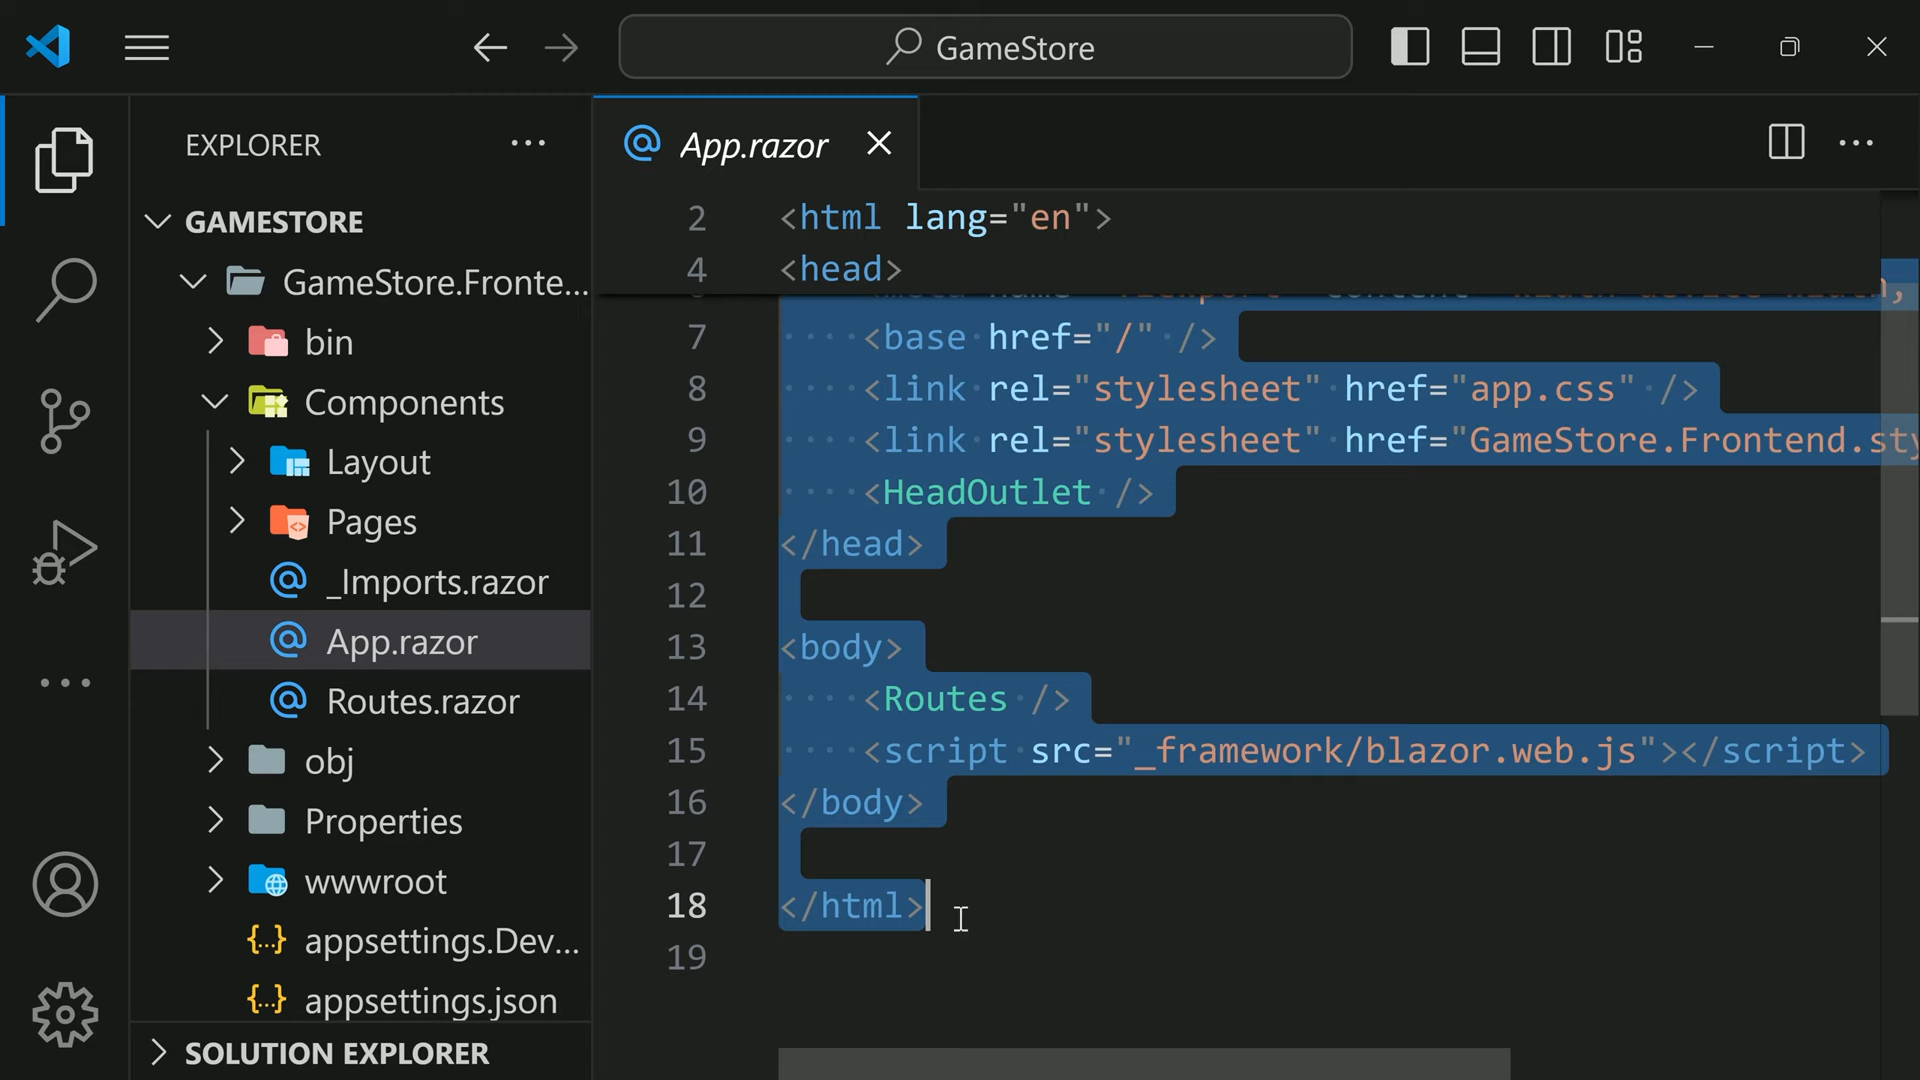 GameStore
EXPLORER
GAMESTORE
GameStore.Fronte...
bin
Components
Layout
Pages
_Imports.razor
App.razor
Routes.razor
obj
Properties
wwwroot
{..} appsettings.Dev...
{..} appsettings.json
SOLUTION EXPLORER
@ App.razor
2 <html lang="en">
4 <head>
7 <base href="/" />
8 <link rel="stylesheet" href="app.css" />
9 <link rel="stylesheet" href="GameStore.Frontend.sty
10 <HeadOutlet />
11 </head>
12
13 <body>
14 <Routes />
15 <script src="_framework/blazor.web.js"></script>
16 </body>
17
18 </html>
19